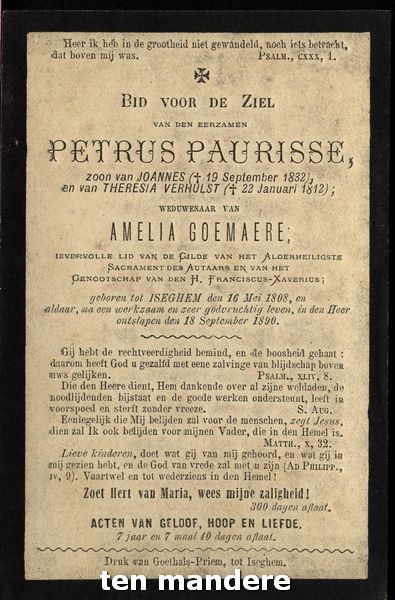 Heer ik heb in de grootheid niet gewandeld, noch iets betracht,
dat boven mij was. Psalm., cxxx, 1.
Bid voor de Ziel
van den eerzamen
PETRUS PAURISSE,
zoon van JOANNES († 19 September 1832),
en van THERESIA VERHULST († 22 Januari 1812);
weduwenaar van
AMELIA GOEMAERE;
ievervolle lid van de Gilde van het Alderheiligste
Sacrament des Autaars en van het
Genootschap van den H. Franciscus-Xaverius;
geboren tot ISEGHEM den 16 Mei 1808, en
aldaar, na een werkzaam en zeer godvruchtig leven, in den Heer
ontslapen den 18 September 1890.
Gij hebt de rechtveerdigheid bemind, en de boosheid gehaat:
daarom heeft God u gezalfd met eene zalvinge van blijdschap boven
uws gelijken. Psalm., xliv, 8.
Die den Heere dient, Hem dankende over al zijne weldaden, de
noodlijdenden bijstaat en de goede werken ondersteunt, leeft in
voorspoed en sterft zonder vreeze. S. Aug.
Eeniegelijk die Mij belijden zal voor de menschen, zegt Jesus,
dien zal Ik ook belijden voor mijnen Vader, die in den Hemel is.
Matth., x, 32.
Lieve kinderen, doet wat gij van mij gehoord, en wat gij in
mij gezien hebt, en de God van vrede zal met u zijn (Ad Philipp.,
iv, 9). Vaartwel en tot wederziens in den Hemel!
Zoet Hert van Maria, wees mijne zaligheid!
300 dagen aflaat.
ACTEN VAN GELOOF, HOOP EN LIEFDE.
7 jaar en 7 maal 40 dagen aflaat.
Druk van Goethals-Priem, tot Iseghem.
ten mandere